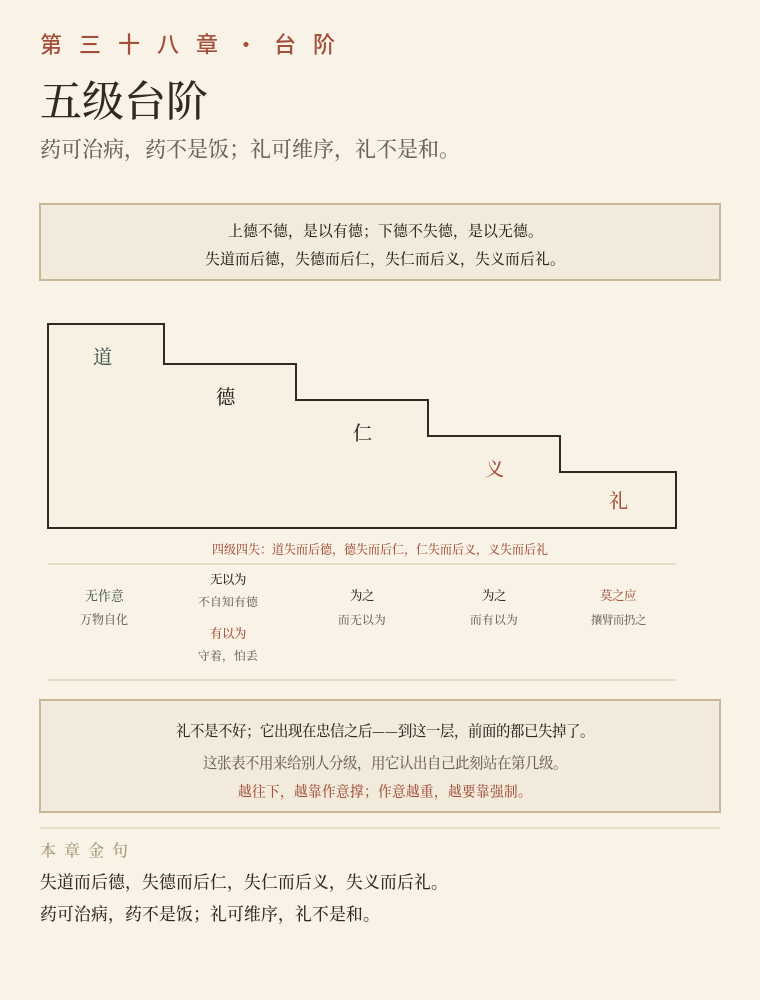 第三十八章·台阶
五级台阶
药可治病，药不是饭；礼可维序，礼不是和。
上德不德，是以有德；下德不失德，是以无德。
失道而后德，失德而后仁，失仁而后义，失义而后礼。
道
德
仁
义
礼
四级四失：道失而后德，德失而后仁，仁失而后义，义失而后礼
无作意
万物自化
无以为
不自知有德
有以为
守着，怕丢
为之
而无以为
为之
而有以为
莫之应
攘臂而扔之
礼不是不好；它出现在忠信之后——到这一层，前面的都已失掉了。
这张表不用来给别人分级，用它认出自己此刻站在第几级。
越往下，越靠作意撑；作意越重，越要靠强制。
本章金句
失道而后德，失德而后仁，失仁而后义，失义而后礼。
药可治病，药不是饭；礼可维序，礼不是和。